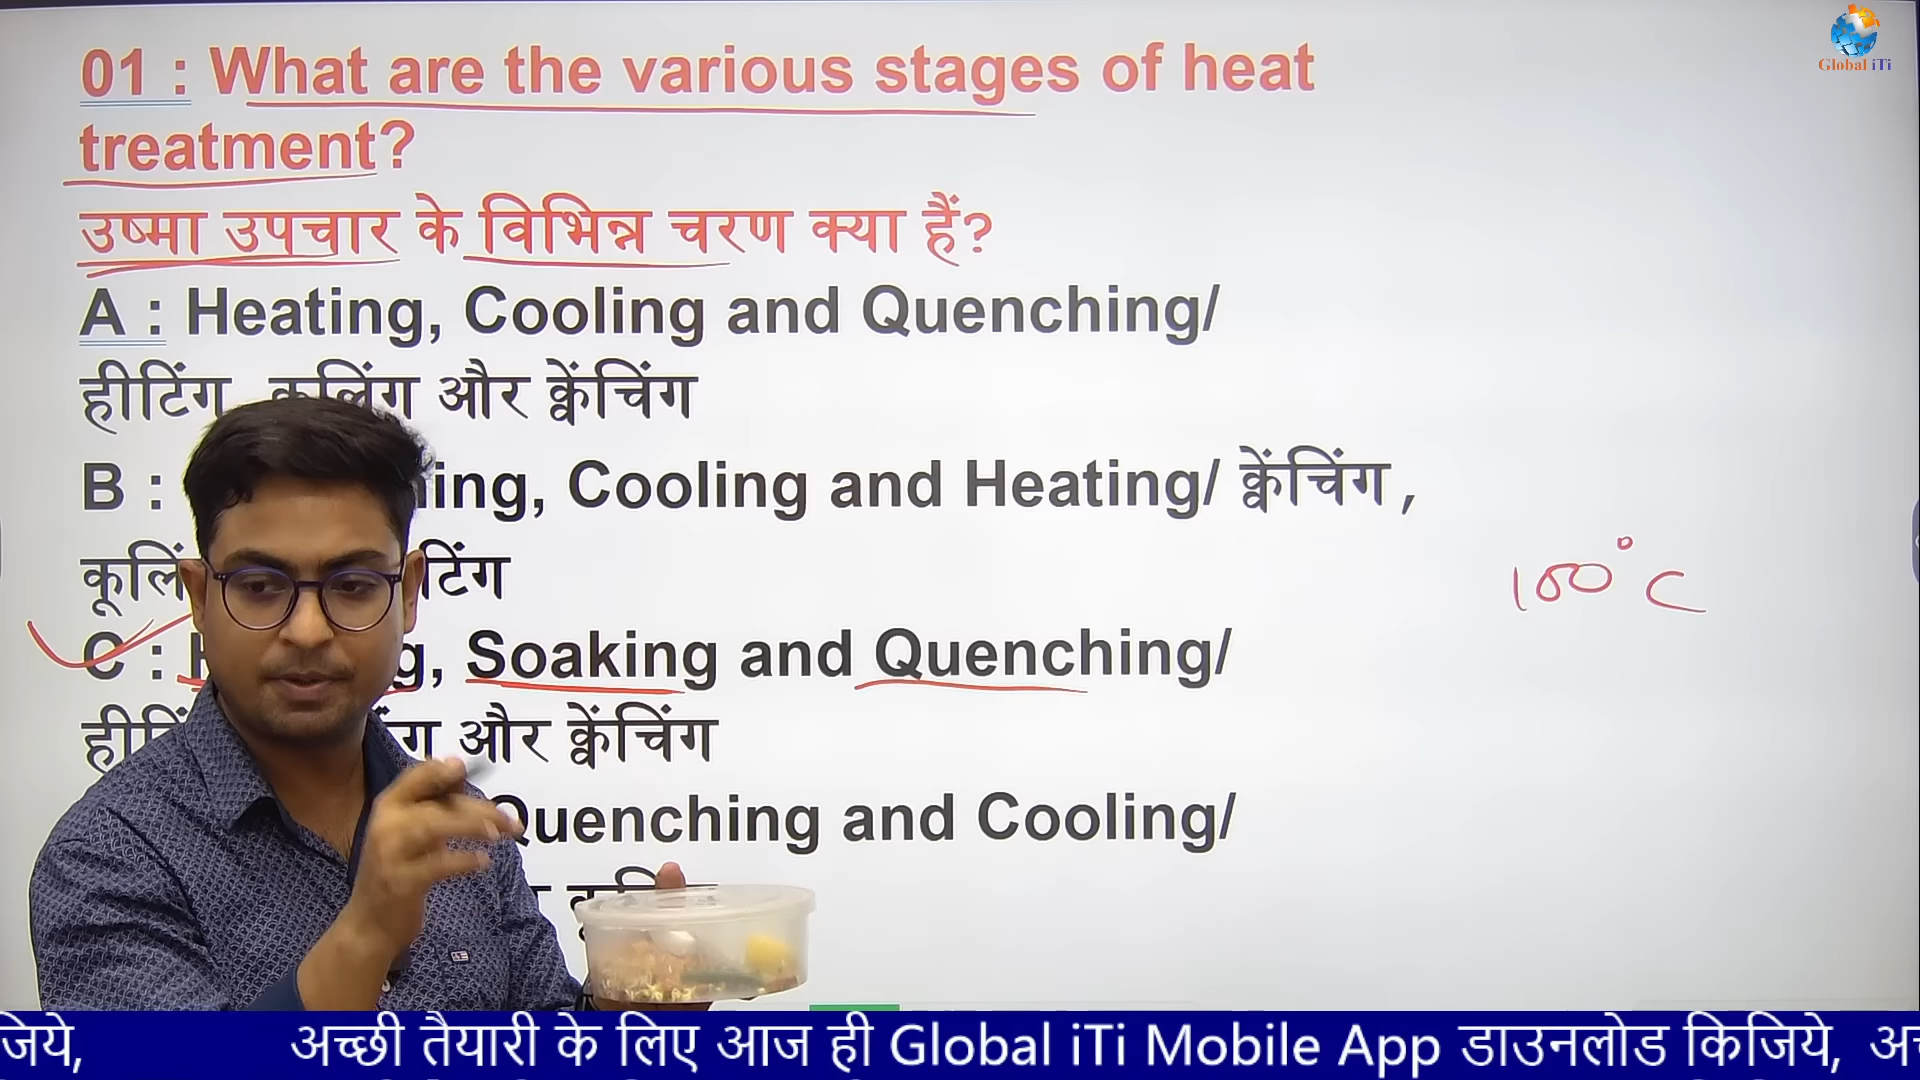 Global iTi
01 : What are the various stages of heat
treatment?
उष्मा उपचार के विभिन्न चरण क्या हैं?
A : Heating, Cooling and Quenching/
हीटिंग, कूलिंग और क्वेंचिंग
B : ing, Cooling and Heating/ क्वेंचिंग,
कूलिं टिंग
100°C
C : g, Soaking and Quenching/
और क्वेंचिंग
Quenching and Cooling/
जिये, अच्छी तैयारी के लिए आज ही Global iTi Mobile App डाउनलोड किजिये,